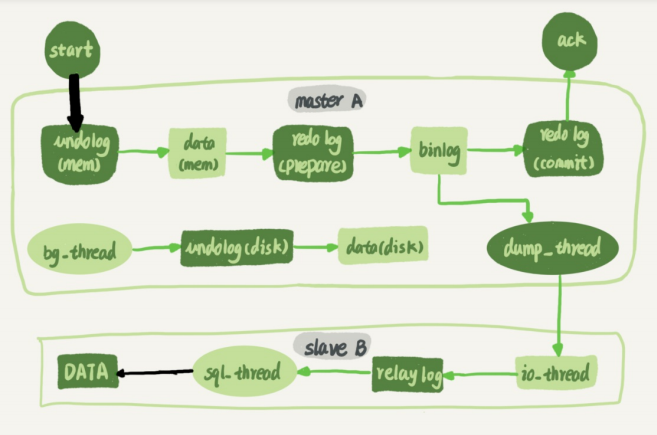 start
ack
master A
undolog
(mem)
data
(mem)
redo log
(prepare)
binlog
redo log
(commit)
bg_thread
undolog(disk)
data(disk)
dump_thread
slave B
DATA
sql_thread
relay log
io_thread